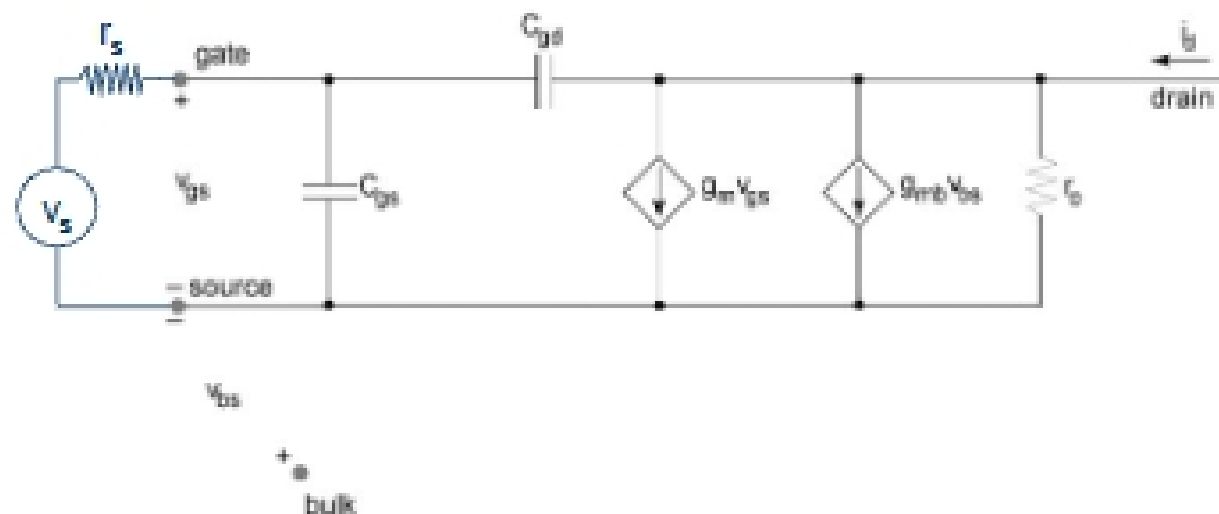 rs
gate
Cgd
id
drain
+
vgs
Vs
Cgs
gmvgs
gmbvbs
ro
− source
−
vbs
+
bulk